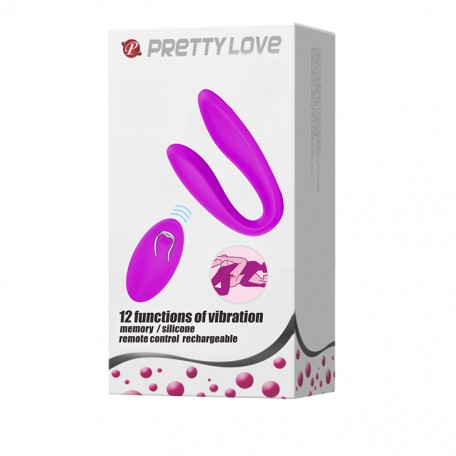 P PRETTY LOVE
12 functions of vibration
memory / silicone
remote control rechargeable